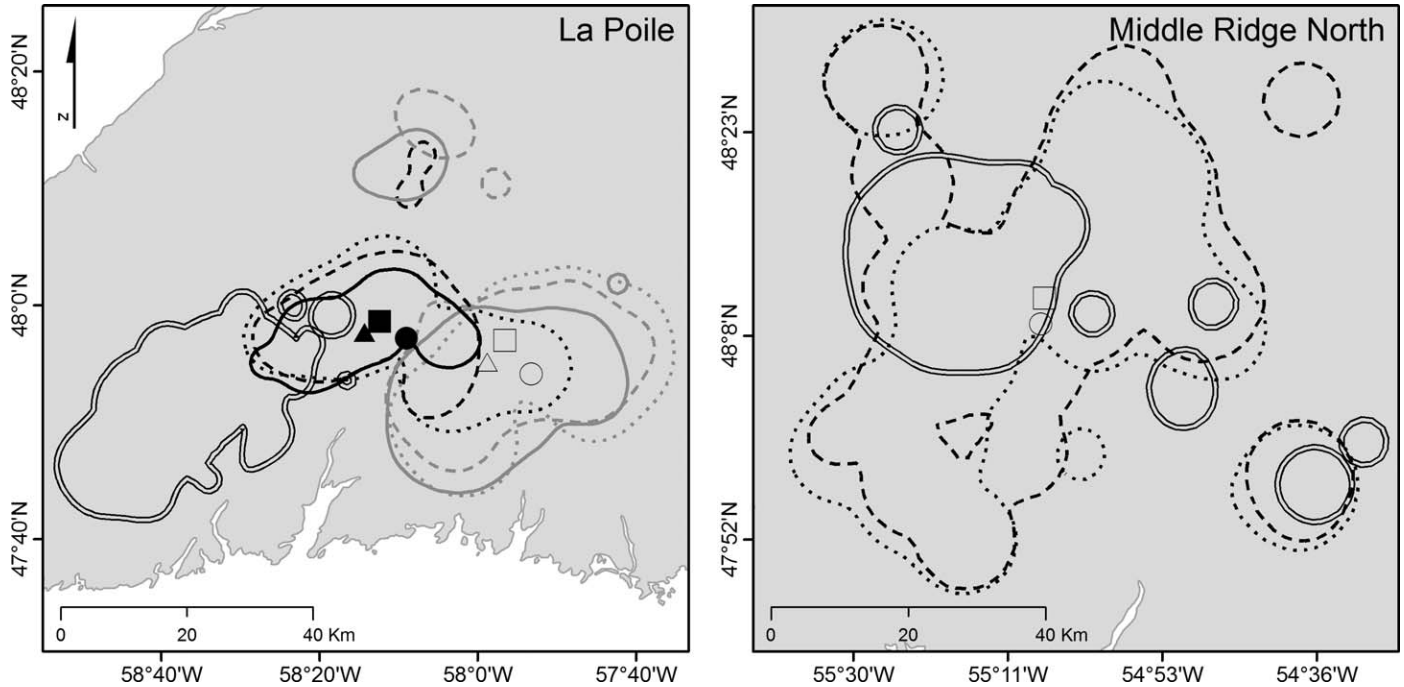 La Poile
N
48°20'N
48°0'N
47°40'N
0 20 40 Km
58°40'W 58°20'W 58°0'W 57°40'W
Middle Ridge North
48°23'N
48°8'N
47°52'N
0 20 40 Km
55°30'W 55°11'W 54°53'W 54°36'W